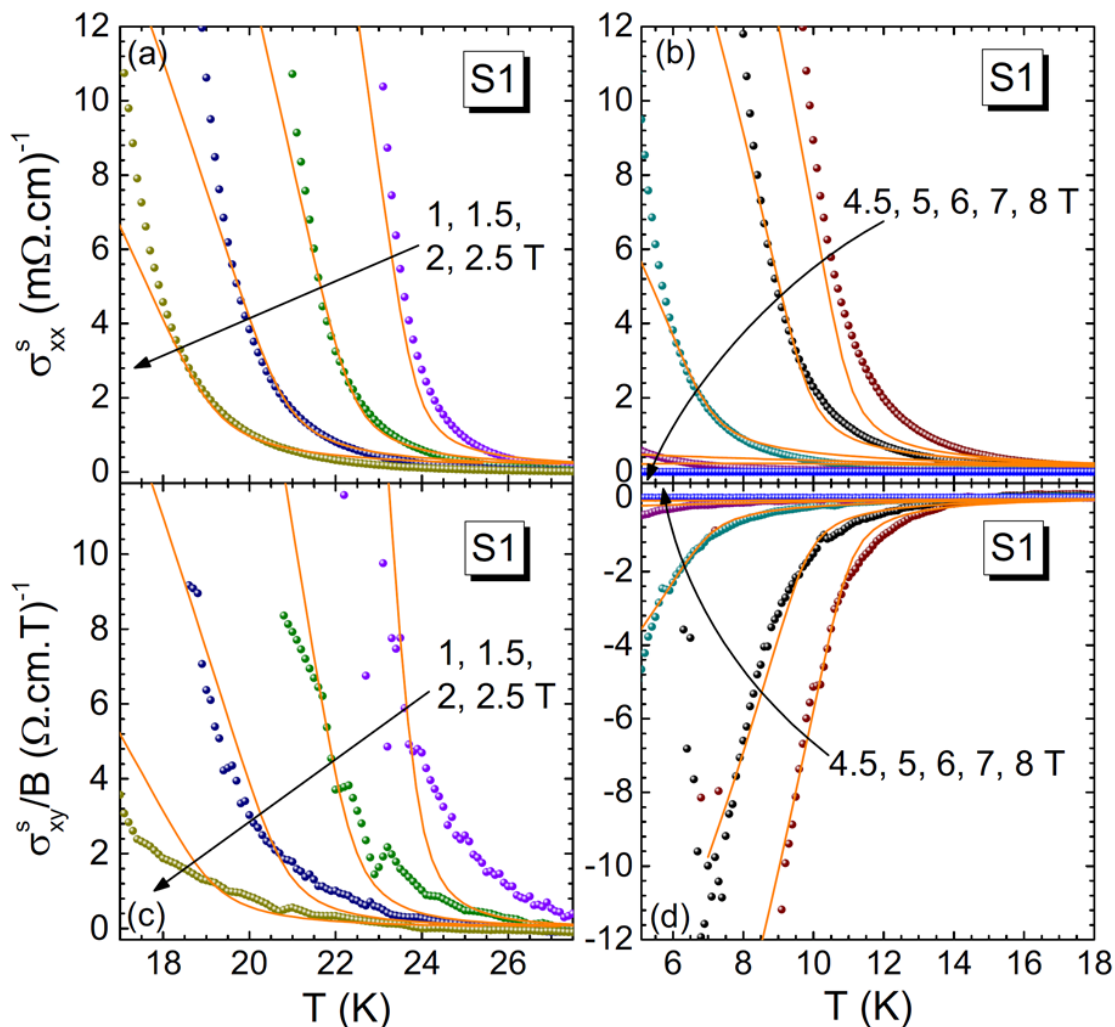 12
10
8
6
4
2
0
σˢₓₓ (mΩ.cm)⁻¹
(a)
S1
1, 1.5,
2, 2.5 T
(b)
S1
4.5, 5, 6, 7, 8 T
10
8
6
4
2
0
σˢₓᵧ/B (Ω.cm.T)⁻¹
(c)
S1
1, 1.5,
2, 2.5 T
18 20 22 24 26
T (K)
0
-2
-4
-6
-8
-10
-12
(d)
S1
4.5, 5, 6, 7, 8 T
6 8 10 12 14 16 18
T (K)
12
10
8
6
4
2
0